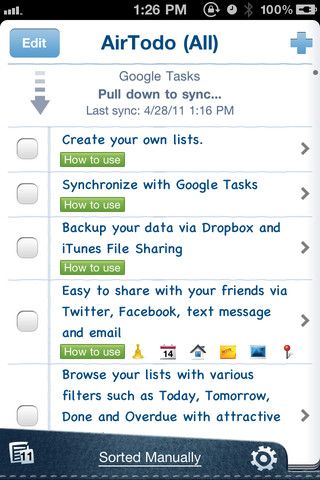 1:26 PM 100%
Edit AirTodo (All)
Google Tasks
Pull down to sync...
Last sync: 4/28/11 1:16 PM
Create your own lists.
How to use
Synchronize with Google Tasks
How to use
Backup your data via Dropbox and
iTunes File Sharing
How to use
Easy to share with your friends via
Twitter, Facebook, text message
and email
How to use 14
Browse your lists with various
filters such as Today, Tomorrow,
Done and Overdue with attractive
11 Sorted Manually